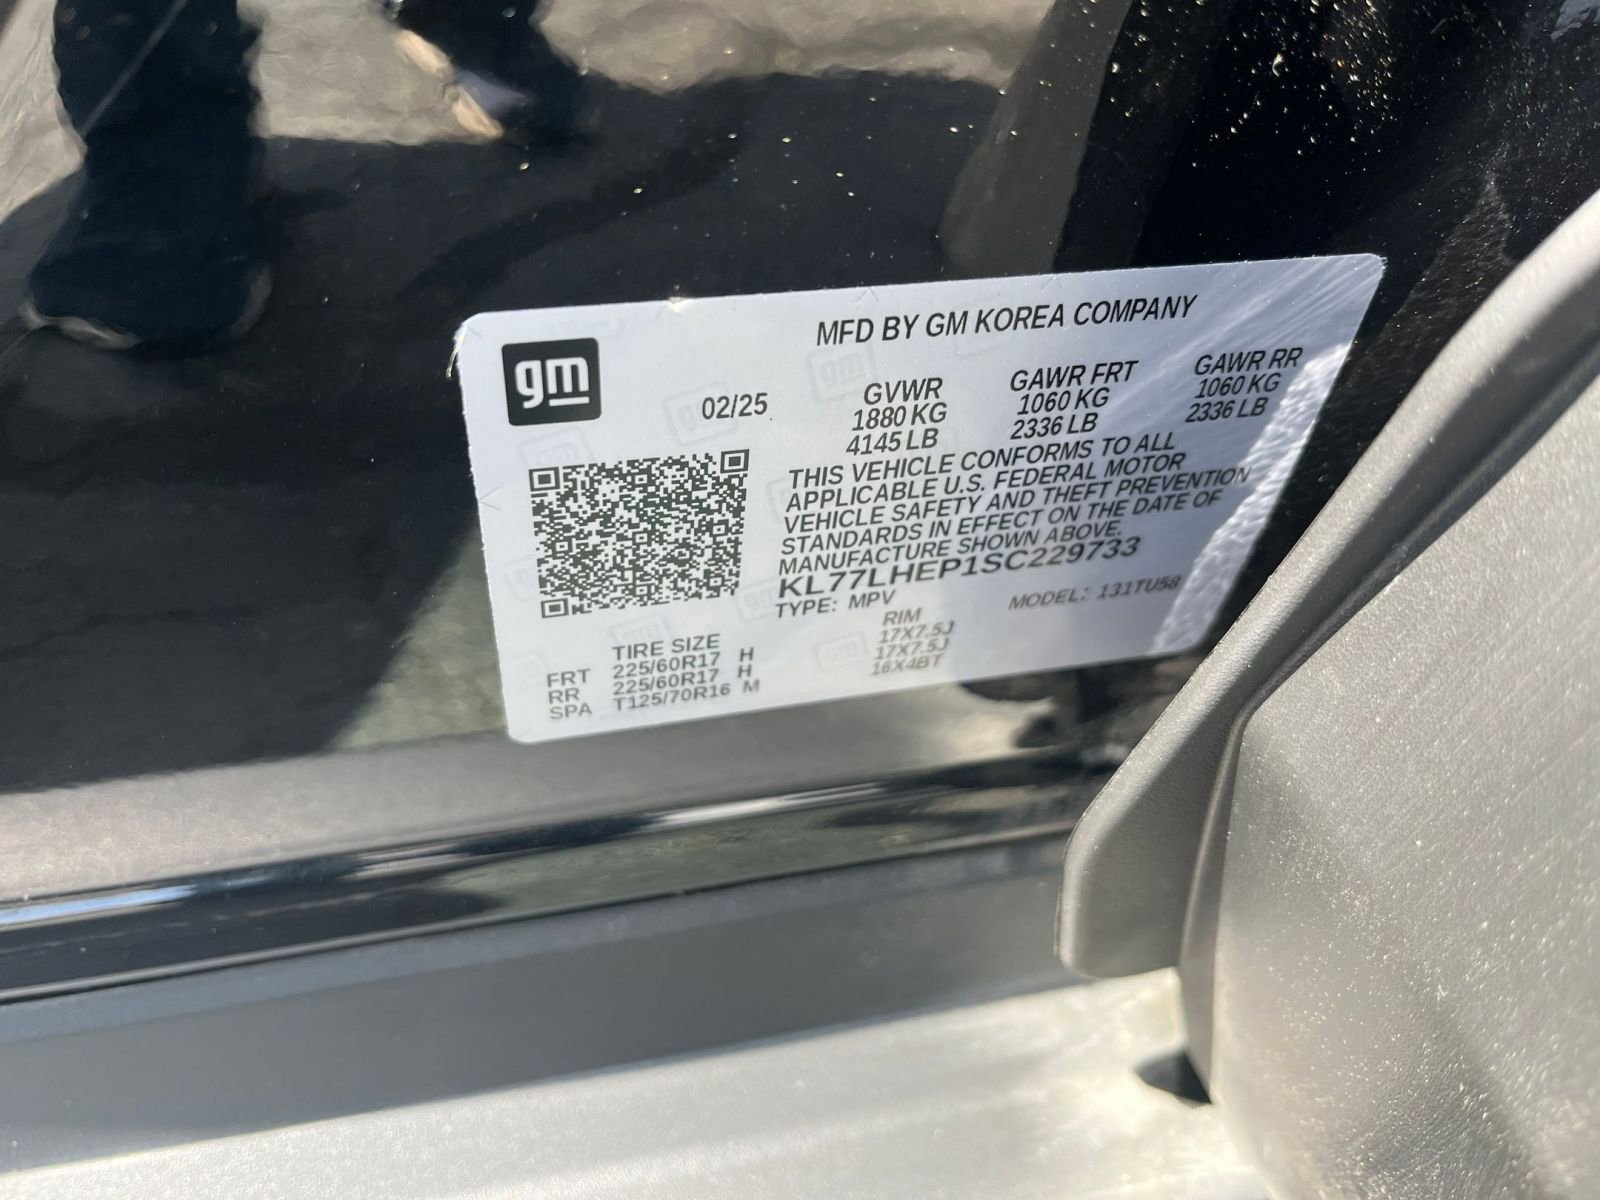 MFD BY GM KOREA COMPANY
gm
02/25
GVWR
1880 KG
4145 LB
GAWR FRT
1060 KG
2336 LB
GAWR RR
1060 KG
2336 LB
THIS VEHICLE CONFORMS TO ALL
APPLICABLE U.S. FEDERAL MOTOR
VEHICLE SAFETY AND THEFT PREVENTION
STANDARDS IN EFFECT ON THE DATE OF
MANUFACTURE SHOWN ABOVE.
KL77LHEP1SC229733
TYPE: MPV
MODEL: 131TU58
TIRE SIZE
RIM
FRT 225/60R17 H 17X7.5J
RR 225/60R17 H 17X7.5J
SPA T125/70R16 M 16X4BT